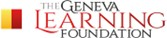 THE GENEVA
LEARNING
FOUNDATION